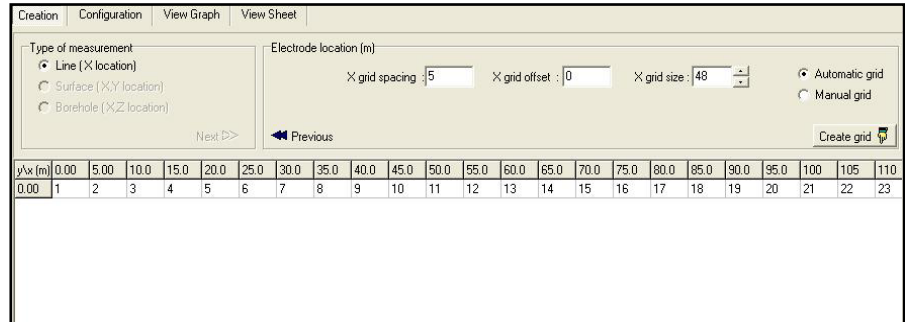 Creation Configuration View Graph View Sheet
Type of measurement
Line (X location)
Surface (X,Y location)
Borehole (X,Z location)
Next
Electrode location (m)
X grid spacing : 5 X grid offset : 0 X grid size : 48
Automatic grid
Manual grid
Previous
Create grid
y\x (m) 0.00 5.00 10.0 15.0 20.0 25.0 30.0 35.0 40.0 45.0 50.0 55.0 60.0 65.0 70.0 75.0 80.0 85.0 90.0 95.0 100 105 110
0.00 1 2 3 4 5 6 7 8 9 10 11 12 13 14 15 16 17 18 19 20 21 22 23